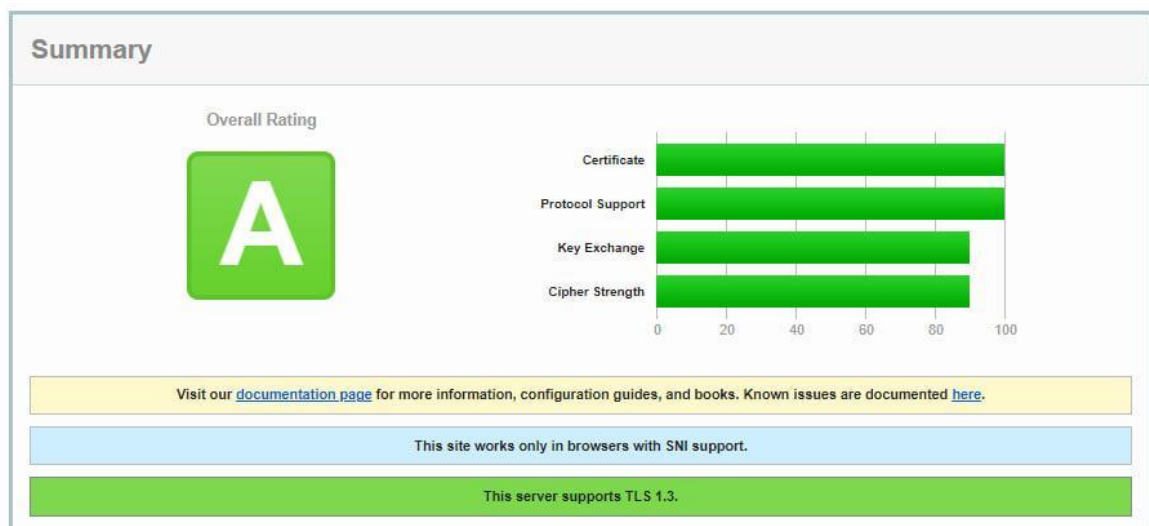 Summary
Overall Rating
A
Certificate
Protocol Support
Key Exchange
Cipher Strength
0 20 40 60 80 100
Visit our documentation page for more information, configuration guides, and books. Known issues are documented here.
This site works only in browsers with SNI support.
This server supports TLS 1.3.